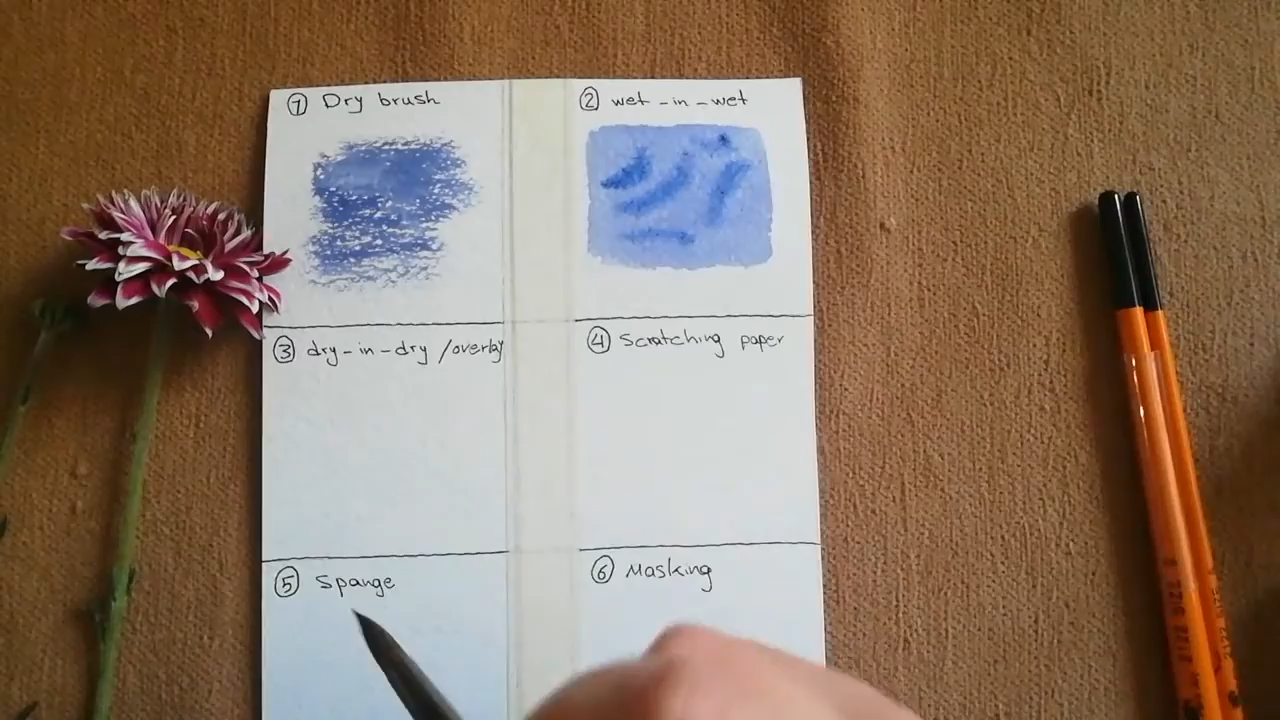 ① Dry brush
② wet-in-wet
③ dry-in-dry/overlay
④ Scratching paper
⑤ Spange
⑥ Masking